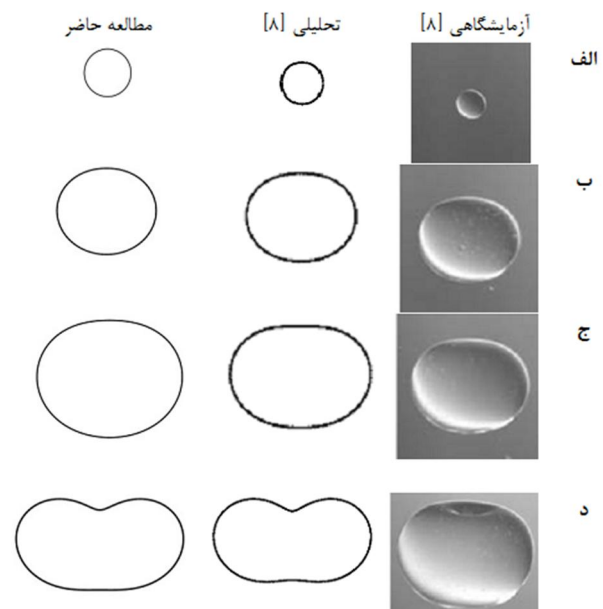 آزمایشگاهی [۸] تحلیلی [۸] مطالعه حاضر
الف
ب
ج
د